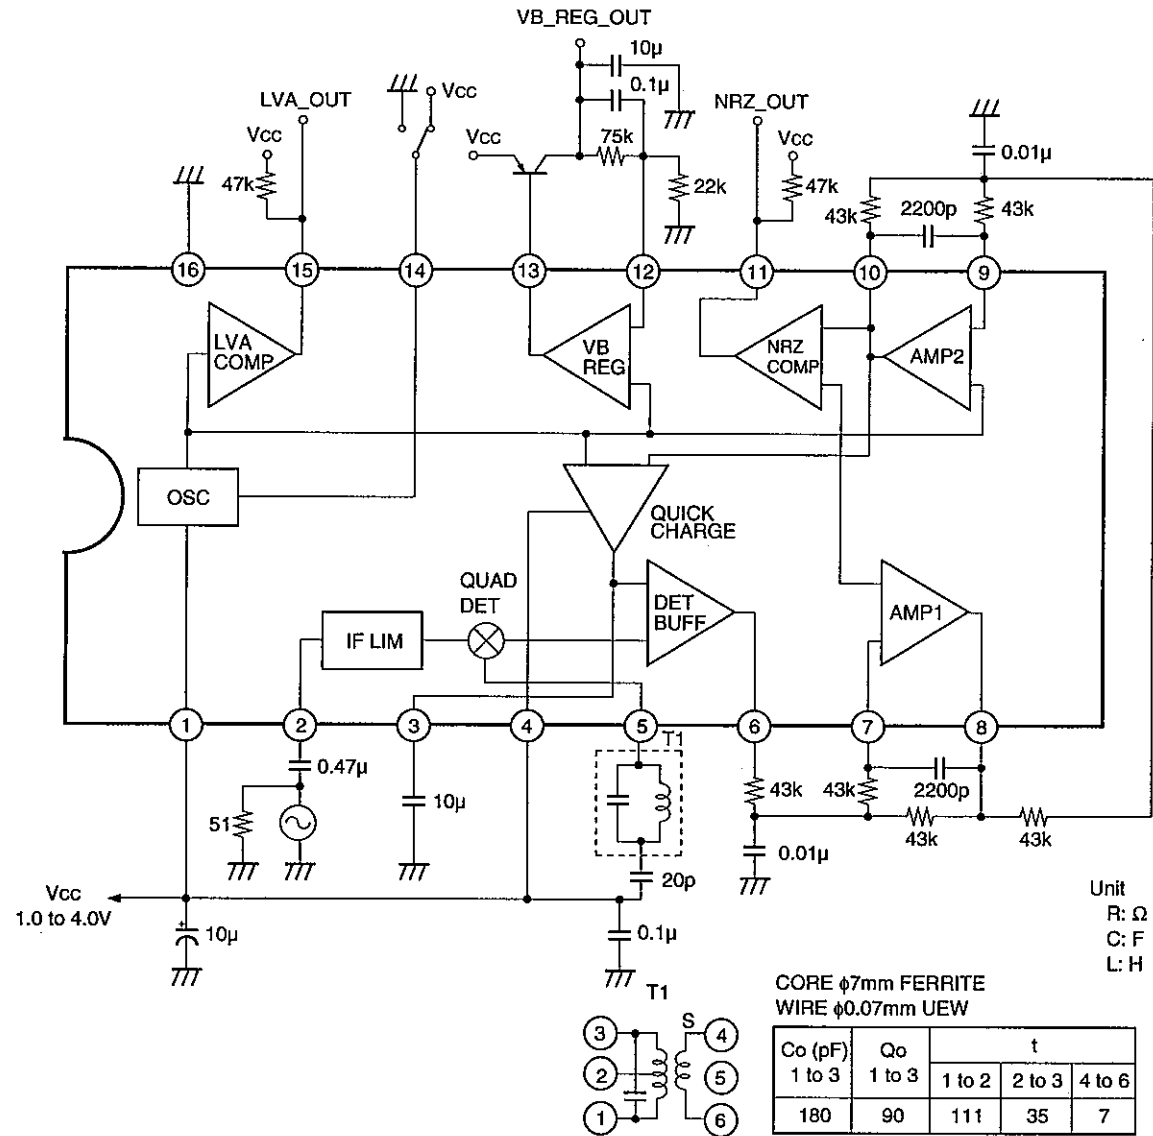 VB_REG_OUT
10µ
0.1µ
LVA_OUT
Vcc
NRZ_OUT
Vcc
Vcc
75k
Vcc
0.01µ
47k
22k
47k
43k
2200p
43k
16
15
14
13
12
11
10
9
LVA
COMP
VB
REG
NRZ
COMP
AMP2
OSC
QUICK
CHARGE
QUAD
DET
DET
BUFF
AMP1
IF LIM
1
2
3
4
5
6
7
8
T1
0.47µ
51
10µ
43k
43k
2200p
43k
43k
0.01µ
20p
Vcc
1.0 to 4.0V
+
10µ
0.1µ
Unit
R: Ω
C: F
L: H
T1
CORE φ7mm FERRITE
WIRE φ0.07mm UEW
3
2
1
S
4
5
6
Co (pF)
1 to 3
Qo
1 to 3
t
1 to 2
2 to 3
4 to 6
180
90
111
35
7